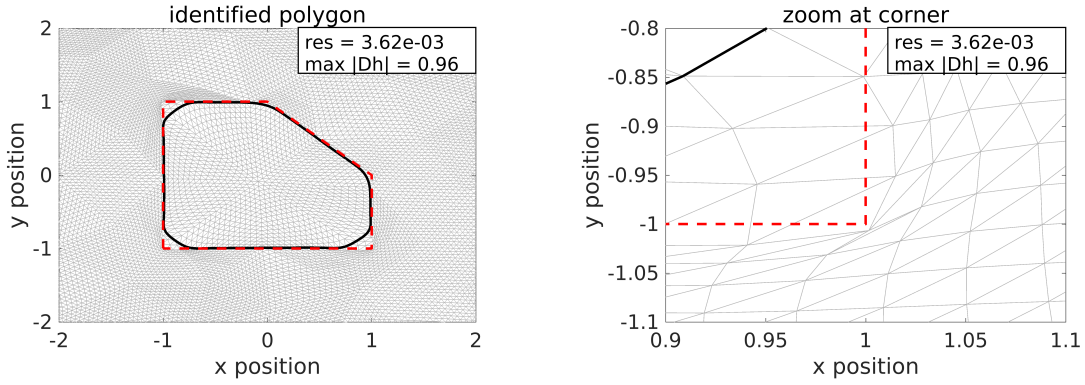 identified polygon
res = 3.62e-03
max |Dh| = 0.96
2
1
0
-1
-2
y position
-2
-1
0
1
2
x position
zoom at corner
res = 3.62e-03
max |Dh| = 0.96
-0.8
-0.85
-0.9
-0.95
-1
-1.05
-1.1
y position
0.9
0.95
1
1.05
1.1
x position